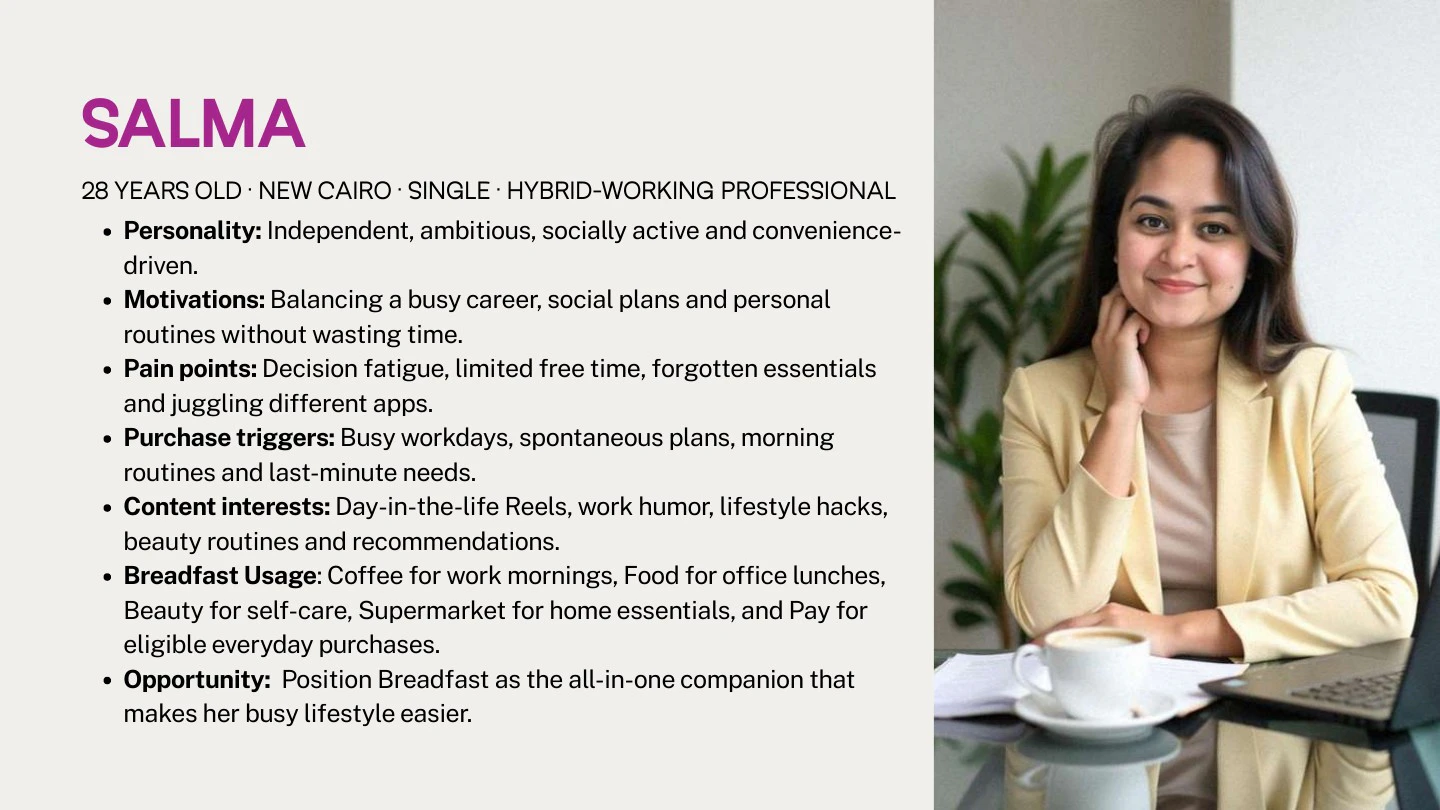 SALMA
28 YEARS OLD · NEW CAIRO · SINGLE · HYBRID-WORKING PROFESSIONAL
• Personality: Independent, ambitious, socially active and convenience-
driven.
• Motivations: Balancing a busy career, social plans and personal
routines without wasting time.
• Pain points: Decision fatigue, limited free time, forgotten essentials
and juggling different apps.
• Purchase triggers: Busy workdays, spontaneous plans, morning
routines and last-minute needs.
• Content interests: Day-in-the-life Reels, work humor, lifestyle hacks,
beauty routines and recommendations.
• Breadfast Usage: Coffee for work mornings, Food for office lunches,
Beauty for self-care, Supermarket for home essentials, and Pay for
eligible everyday purchases.
• Opportunity:  Position Breadfast as the all-in-one companion that
makes her busy lifestyle easier.